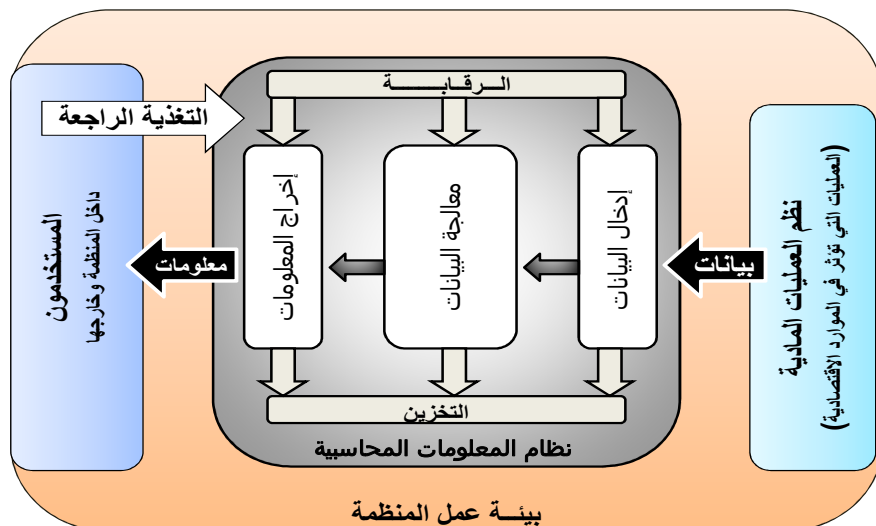 الـــرقـــابــــــــة
نظم العمليات المادية
(العمليات التي تؤثر في الموارد الاقتصادية)
بيانات
إدخال البيانات
معالجة البيانات
إخراج المعلومات
التغذية الراجعة
معلومات
المستخدمون
داخل المنظمة وخارجها
التخزين
نظام المعلومات المحاسبية
بيئـــة عمل المنظمة